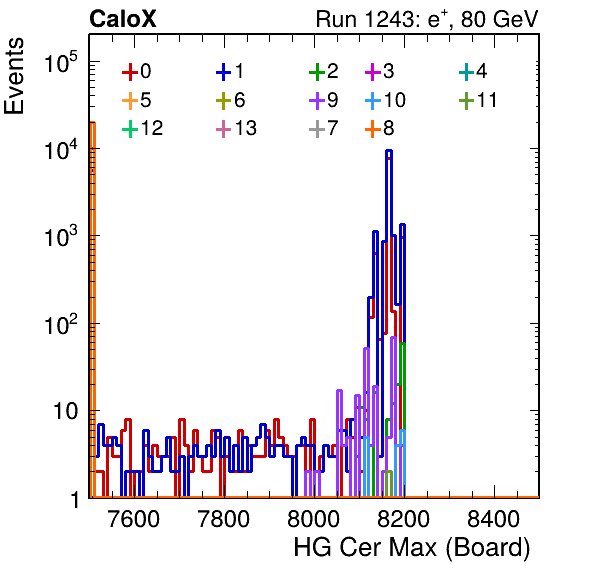 CaloX Run 1243: e⁺, 80 GeV
Events
0 1 2 3 4
5 6 9 10 11
12 13 7 8
10⁵
10⁴
10³
10²
10
1
7600 7800 8000 8200 8400
HG Cer Max (Board)